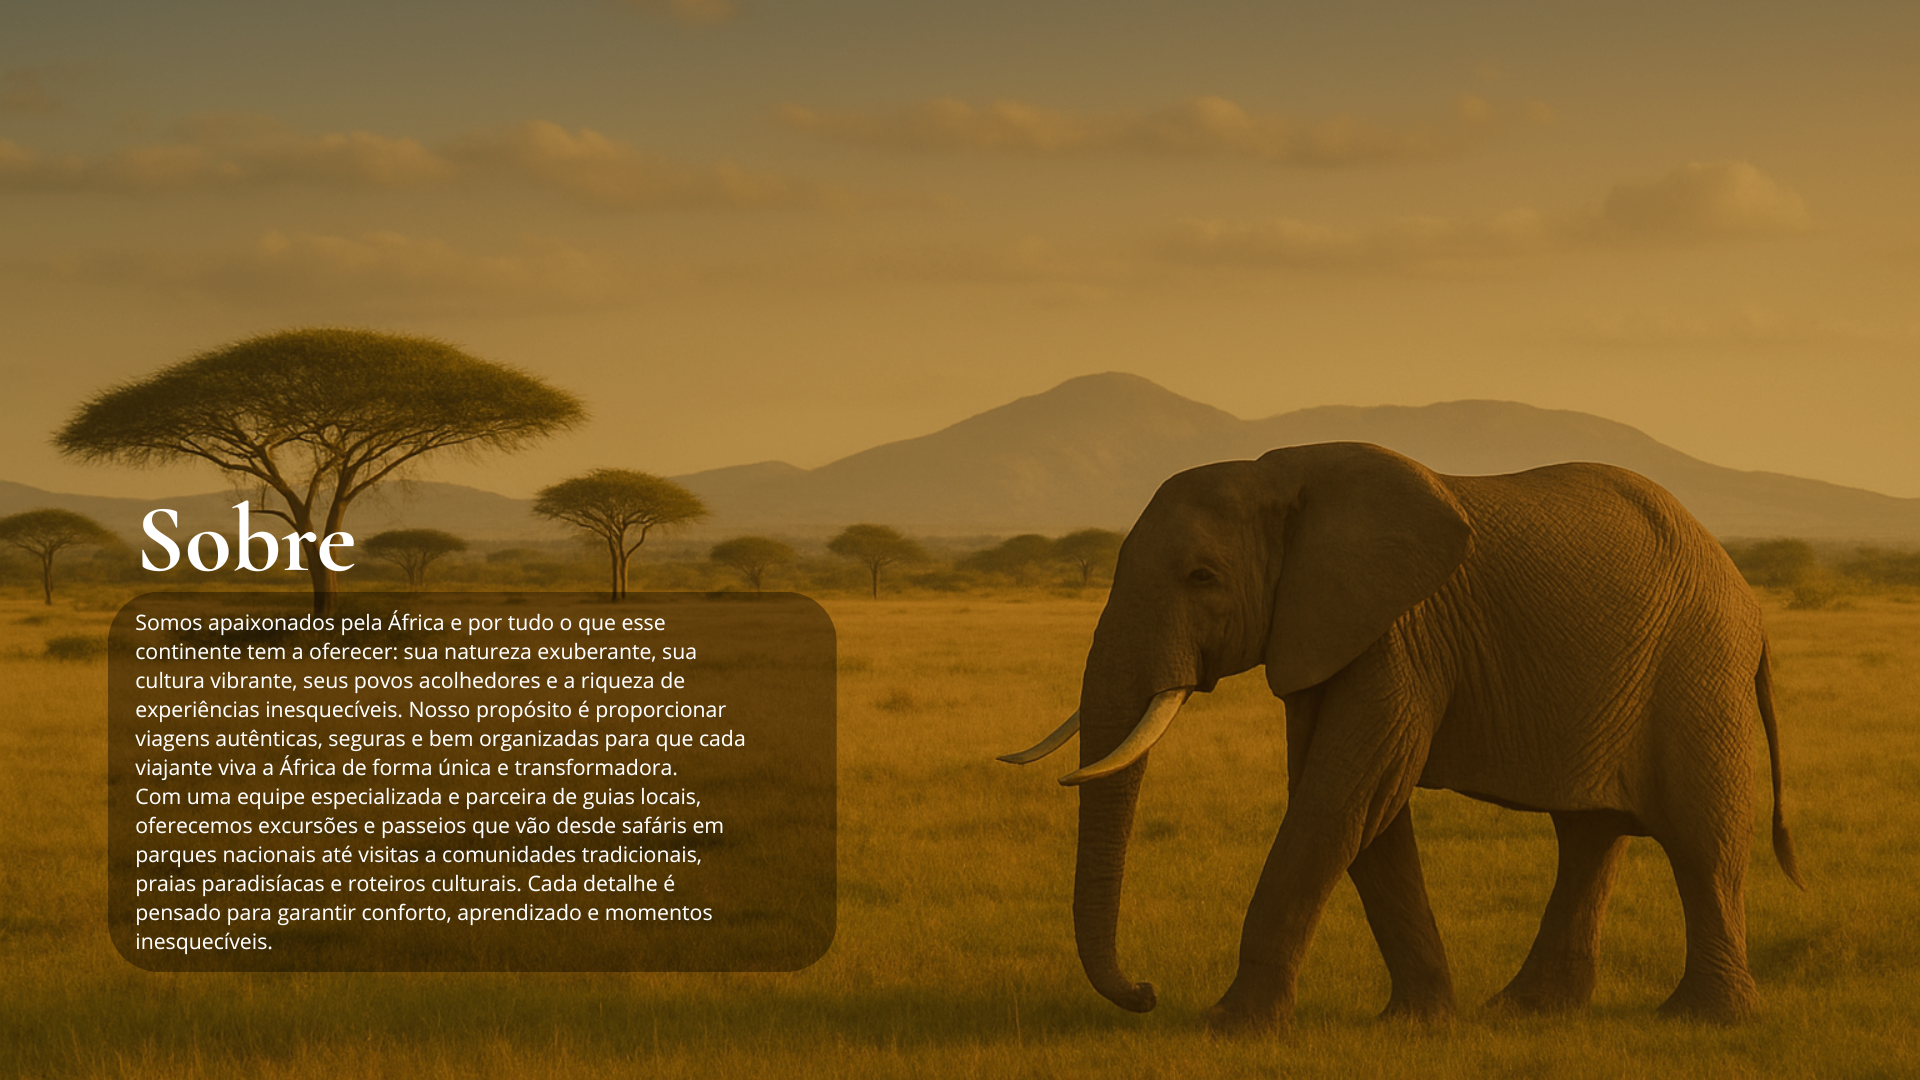 Sobre
Somos apaixonados pela África e por tudo o que esse
continente tem a oferecer: sua natureza exuberante, sua
cultura vibrante, seus povos acolhedores e a riqueza de
experiências inesquecíveis. Nosso propósito é proporcionar
viagens autênticas, seguras e bem organizadas para que cada
viajante viva a África de forma única e transformadora.
Com uma equipe especializada e parceira de guias locais,
oferecemos excursões e passeios que vão desde safáris em
parques nacionais até visitas a comunidades tradicionais,
praias paradisíacas e roteiros culturais. Cada detalhe é
pensado para garantir conforto, aprendizado e momentos
inesquecíveis.